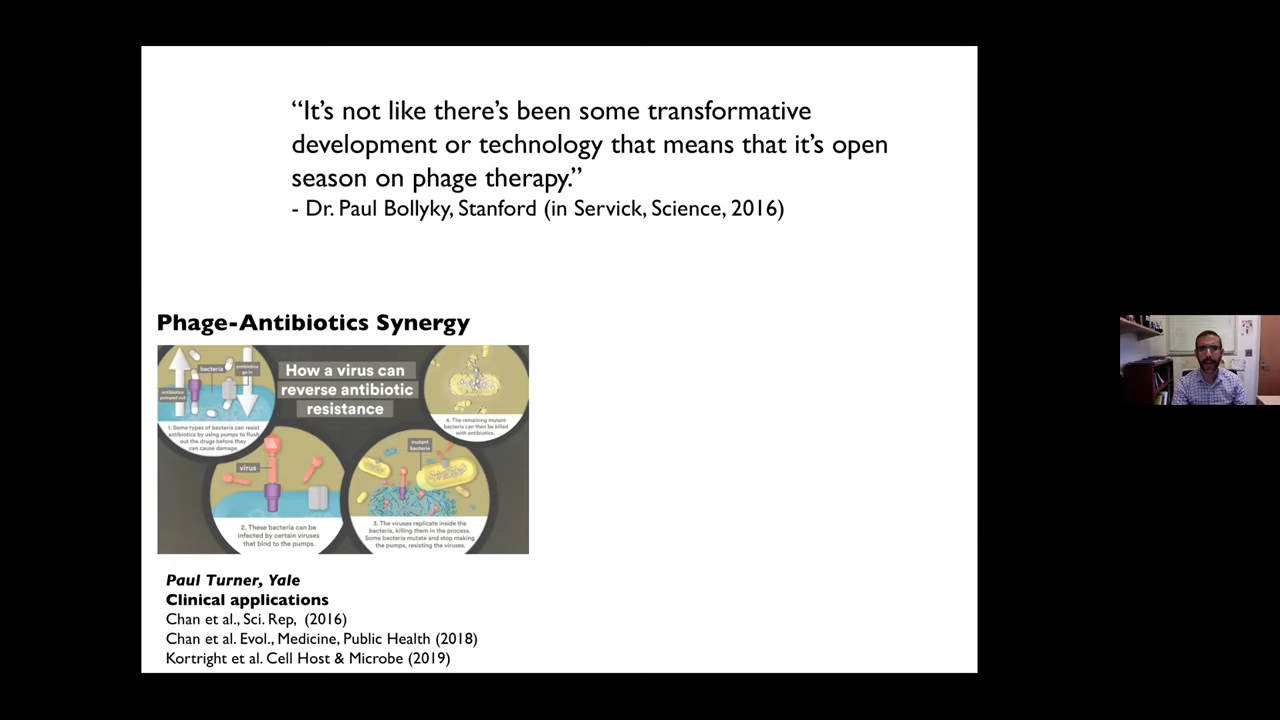 “It’s not like there’s been some transformative
development or technology that means that it’s open
season on phage therapy.”
- Dr. Paul Bollyky, Stanford (in Servick, Science, 2016)
Phage-Antibiotics Synergy
How a virus can
reverse antibiotic
resistance
bacteria
antibiotics
go in
antibiotics
pumped out
1. Some types of bacteria can resist
antibiotics by using pumps to flush
out the drugs before they
can cause damage.
virus
2. These bacteria can be
infected by certain viruses
that bind to the pumps.
mutant
bacteria
3. The viruses replicate inside the
bacteria, killing them in the process.
Some bacteria mutate and stop making
the pumps, resisting the viruses.
4. The remaining mutant
bacteria can then be killed
with antibiotics.
Paul Turner, Yale
Clinical applications
Chan et al., Sci. Rep, (2016)
Chan et al. Evol., Medicine, Public Health (2018)
Kortright et al. Cell Host & Microbe (2019)